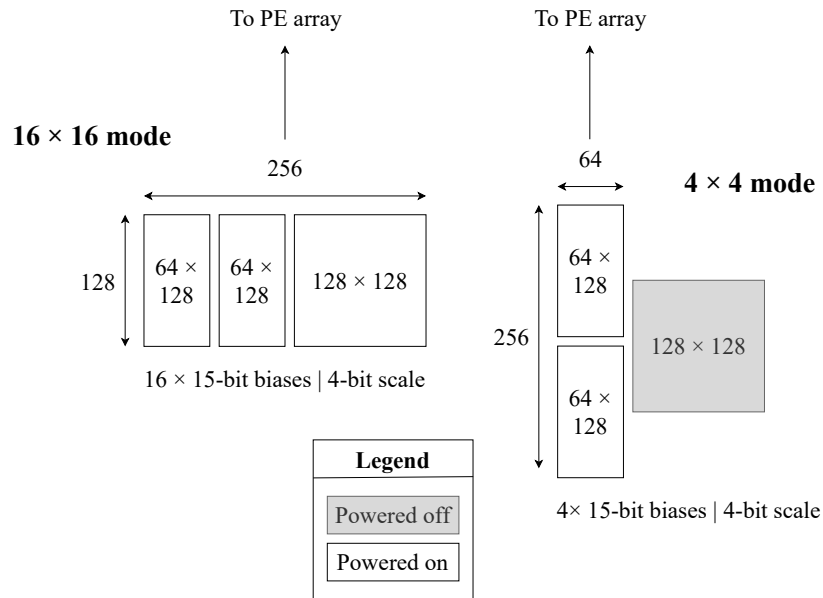 To PE array
16 × 16 mode
256
128
64 ×
128
64 ×
128
128 × 128
16 × 15-bit biases | 4-bit scale
To PE array
64
4 × 4 mode
256
64 ×
128
128 × 128
64 ×
128
4× 15-bit biases | 4-bit scale
Legend
Powered off
Powered on